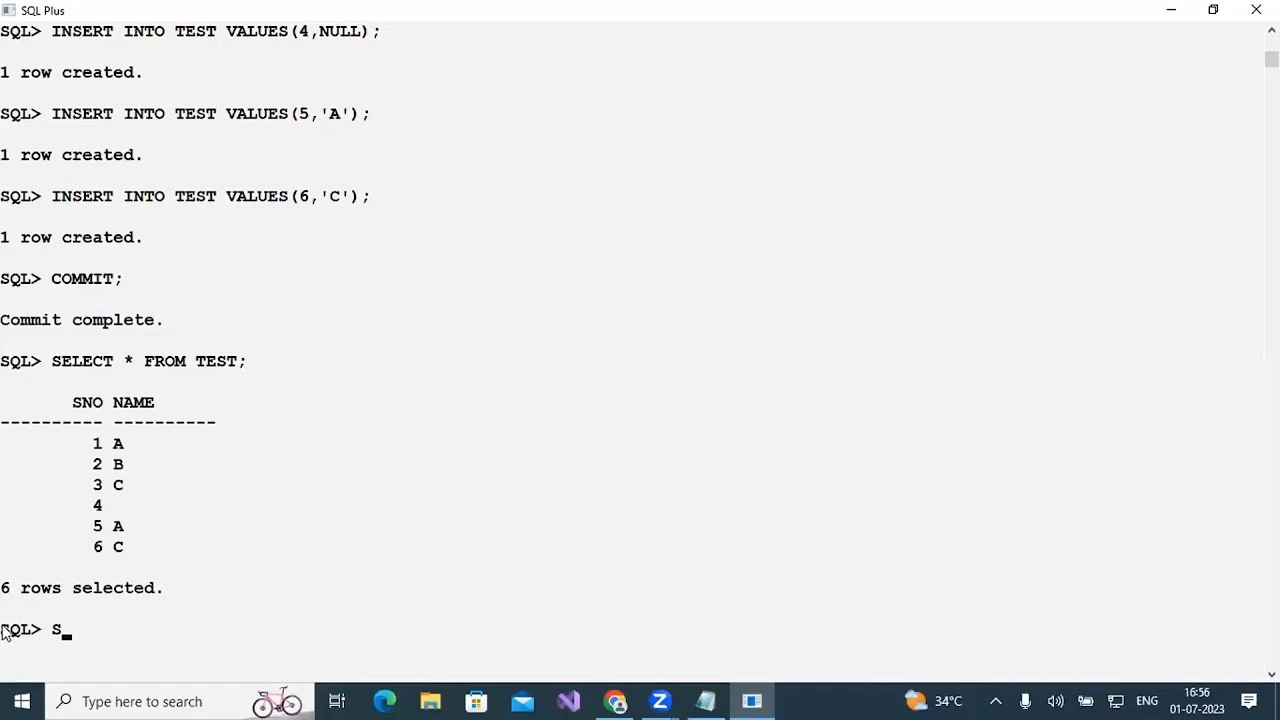 SQL Plus
SQL> INSERT INTO TEST VALUES(4,NULL);
1 row created.
SQL> INSERT INTO TEST VALUES(5,'A');
1 row created.
SQL> INSERT INTO TEST VALUES(6,'C');
1 row created.
SQL> COMMIT;
Commit complete.
SQL> SELECT * FROM TEST;
SNO NAME
---------- ----------
1 A
2 B
3 C
4
5 A
6 C
6 rows selected.
SQL> S_
Type here to search
34°C
ENG
16:56
01-07-2023